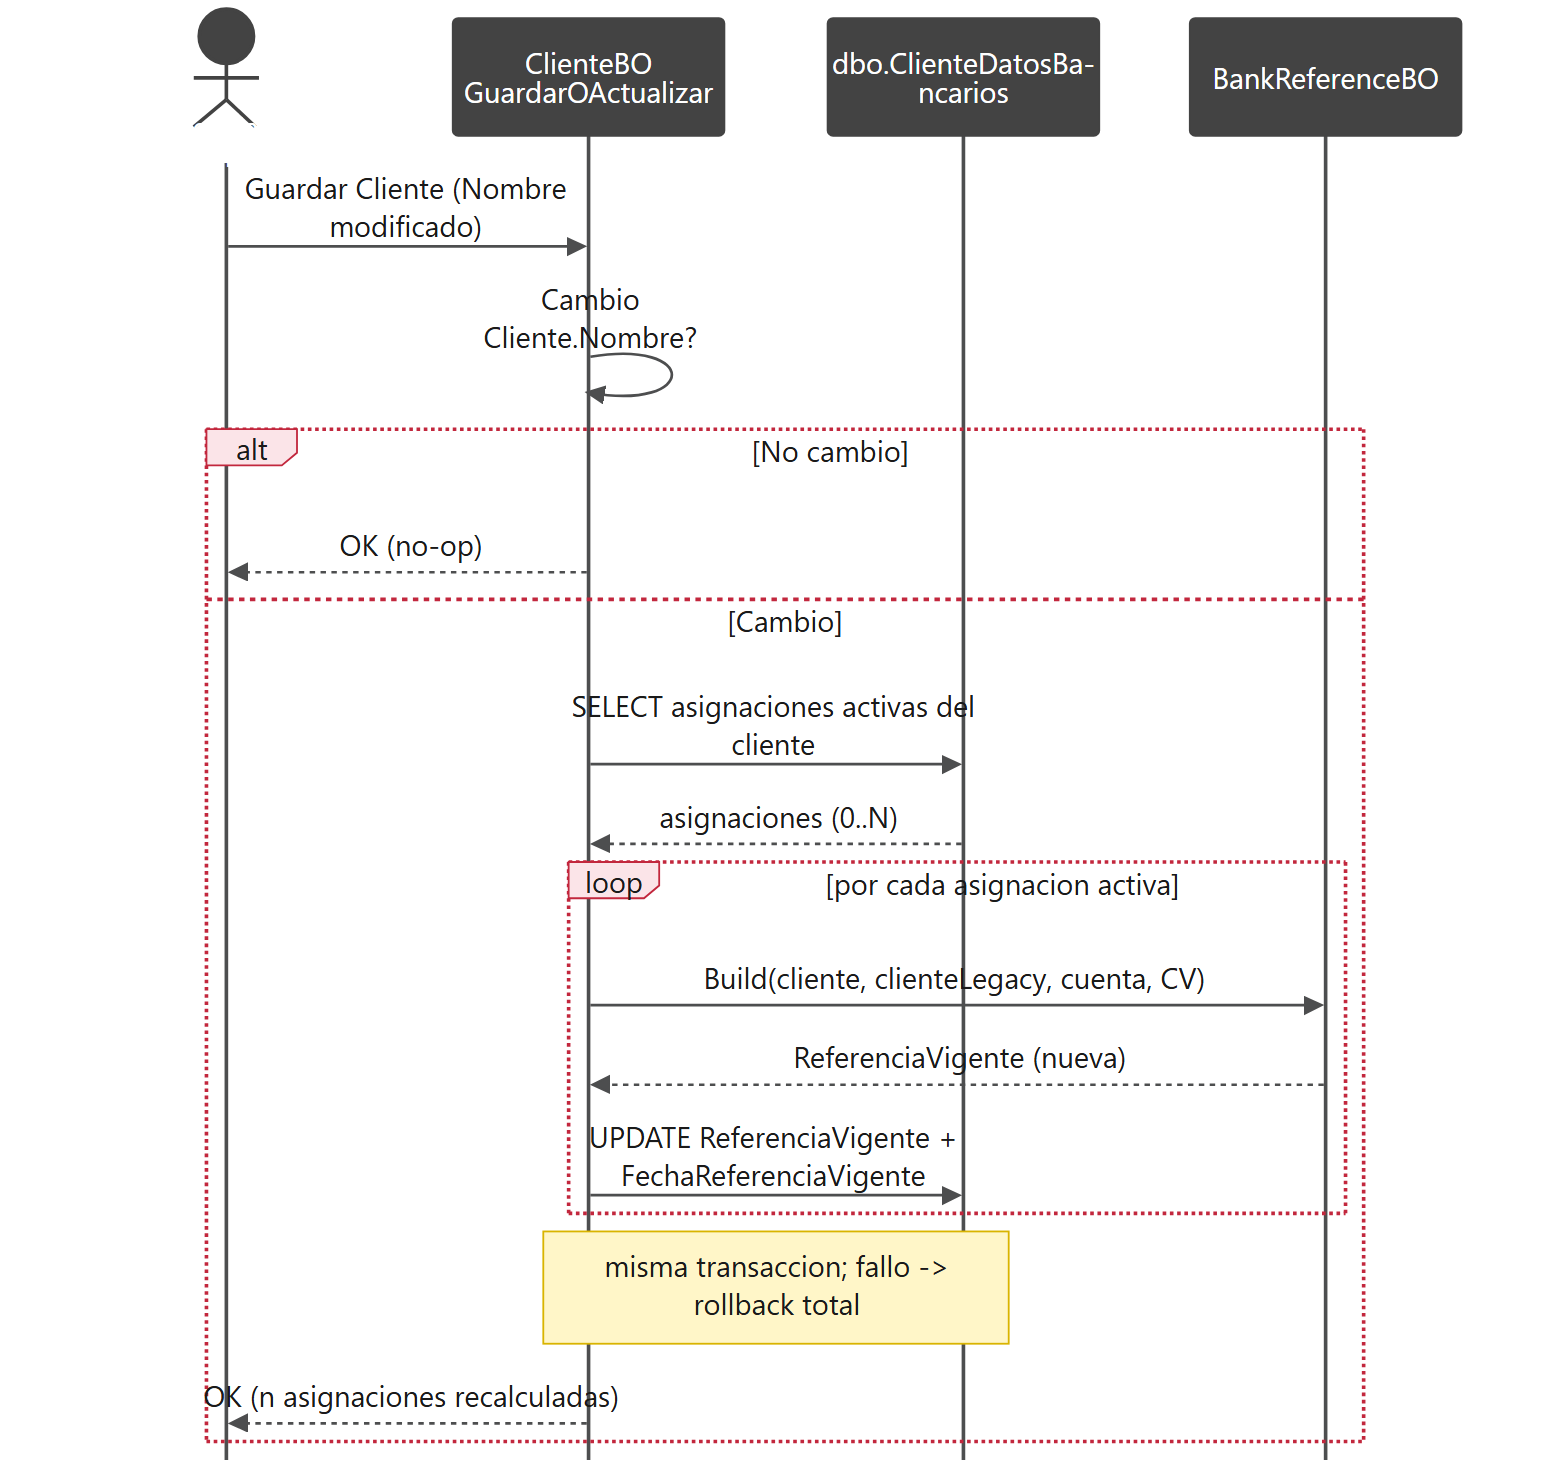 ClienteBO
GuardarOActualizar
dbo.ClienteDatosBa-
ncarios
BankReferenceBO
Guardar Cliente (Nombre
modificado)
Cambio
Cliente.Nombre?
alt
[No cambio]
OK (no-op)
[Cambio]
SELECT asignaciones activas del
cliente
asignaciones (0..N)
loop
[por cada asignacion activa]
Build(cliente, clienteLegacy, cuenta, CV)
ReferenciaVigente (nueva)
UPDATE ReferenciaVigente +
FechaReferenciaVigente
misma transaccion; fallo ->
rollback total
OK (n asignaciones recalculadas)